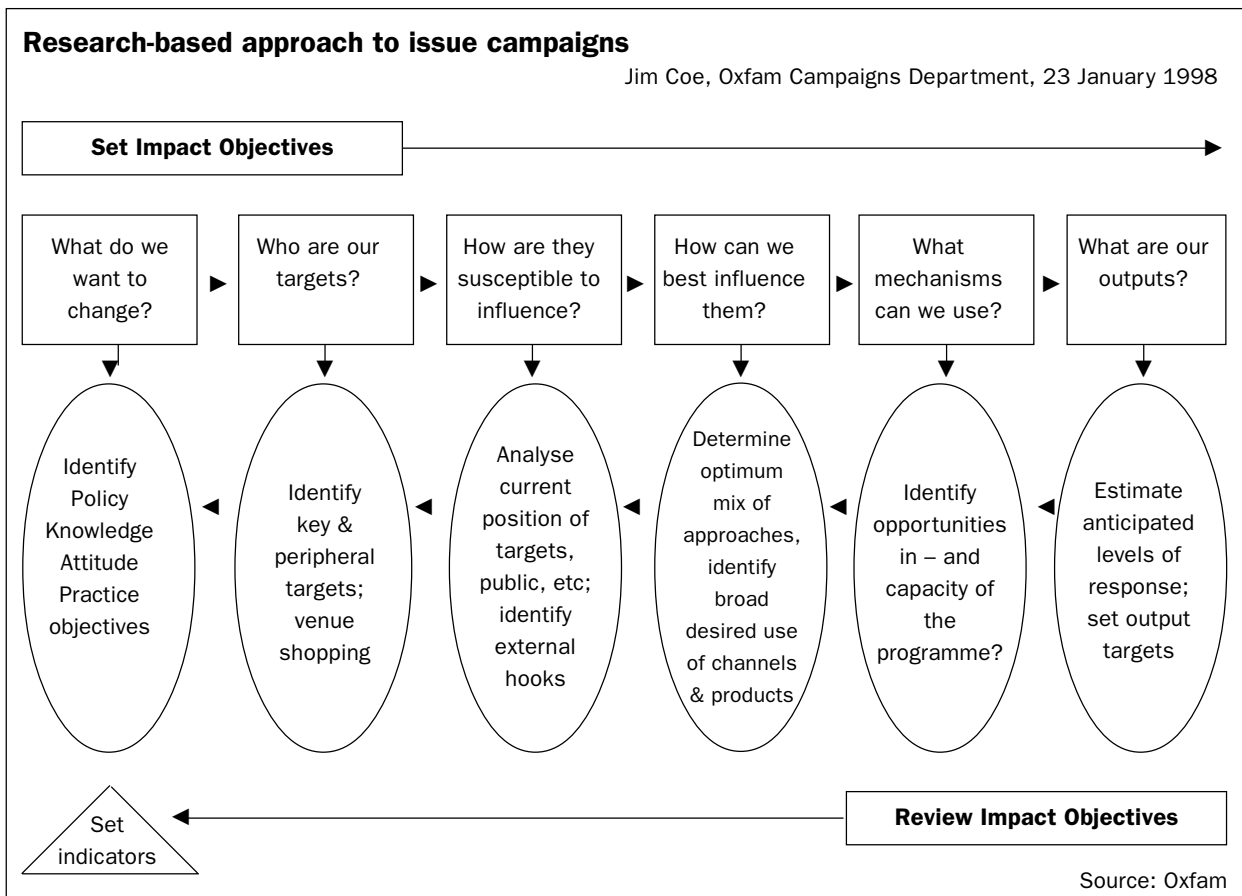 Research-based approach to issue campaigns
Jim Coe, Oxfam Campaigns Department, 23 January 1998
Set Impact Objectives
What do we
want to
change?
Who are our
targets?
How are they
susceptible to
influence?
How can we
best influence
them?
What
mechanisms
can we use?
What are our
outputs?
Identify
Policy
Knowledge
Attitude
Practice
objectives
Identify
key &
peripheral
targets;
venue
shopping
Analyse
current
position of
targets,
public, etc;
identify
external
hooks
Determine
optimum
mix of
approaches,
identify
broad
desired use
of channels
& products
Identify
opportunities
in – and
capacity of
the
programme?
Estimate
anticipated
levels of
response;
set output
targets
Set
indicators
Review Impact Objectives
Source: Oxfam